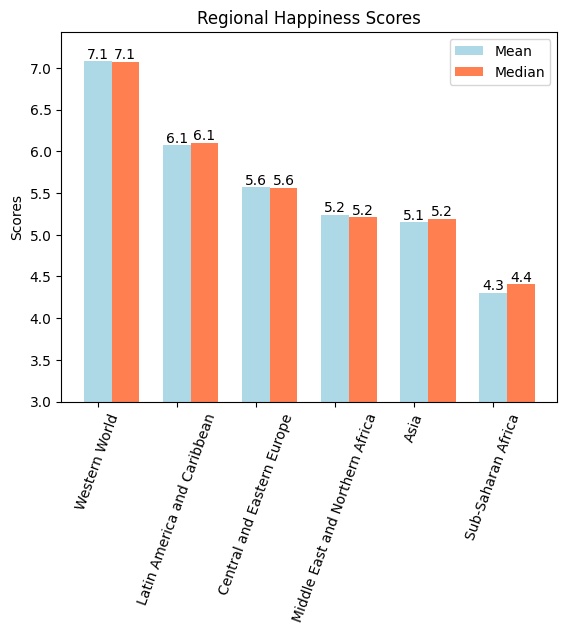 Regional Happiness Scores
Mean
Median
Scores
7.0
6.5
6.0
5.5
5.0
4.5
4.0
3.5
3.0
7.1 7.1
6.1 6.1
5.6 5.6
5.2 5.2
5.1 5.2
4.3 4.4
Western World
Latin America and Caribbean
Central and Eastern Europe
Middle East and Northern Africa
Asia
Sub-Saharan Africa